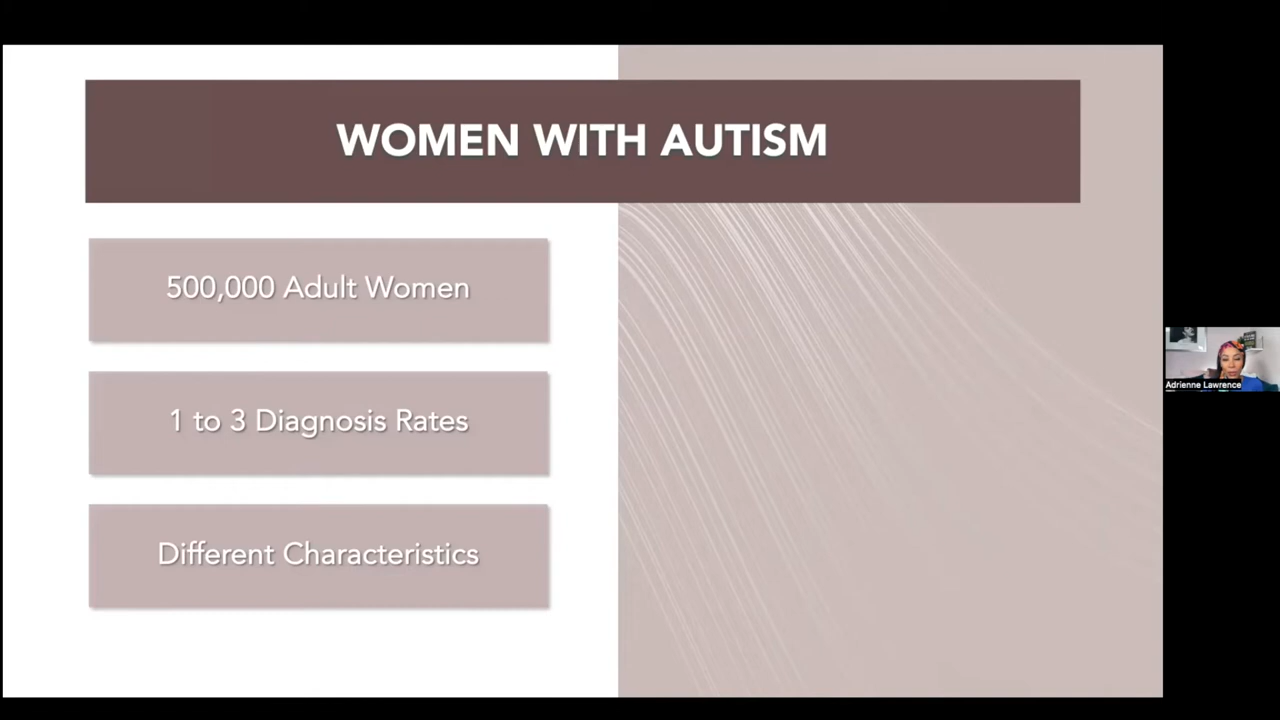 WOMEN WITH AUTISM
500,000 Adult Women
1 to 3 Diagnosis Rates
Different Characteristics
Adrienne Lawrence